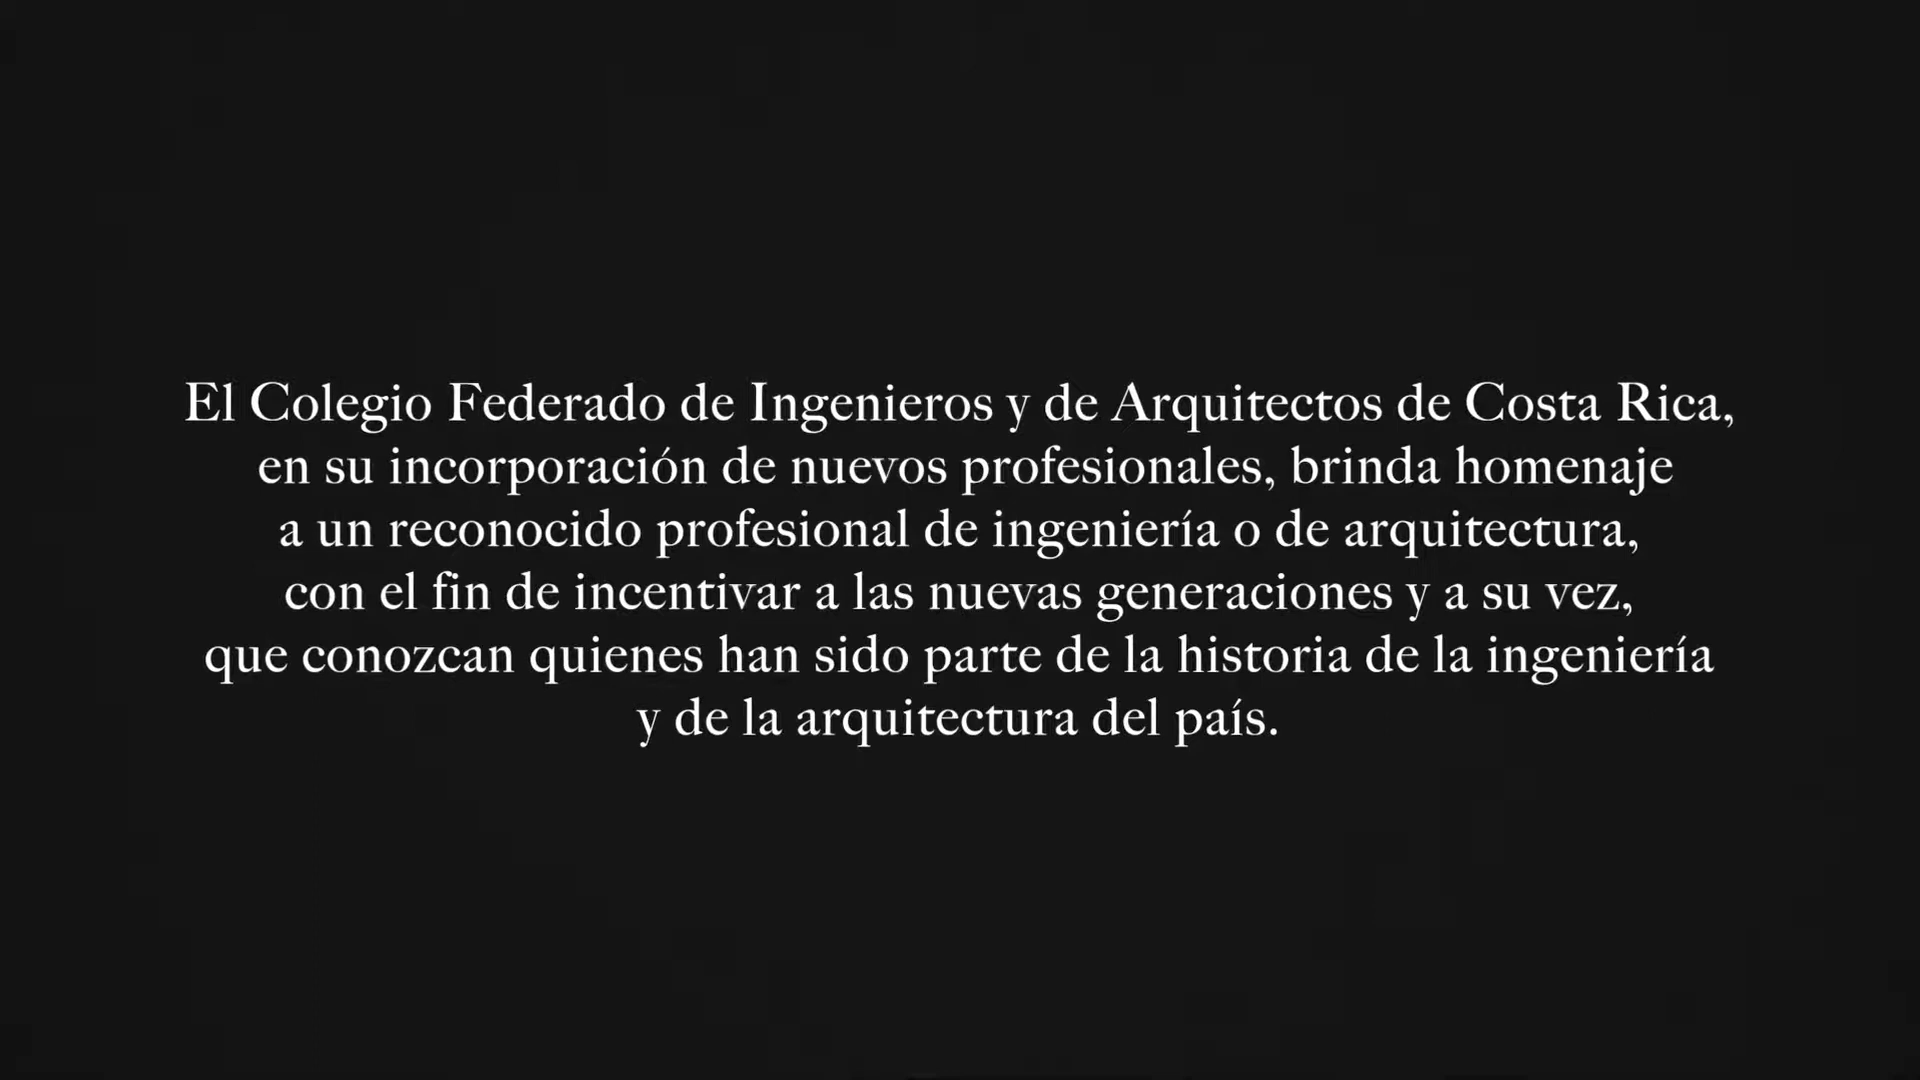 El Colegio Federado de Ingenieros y de Arquitectos de Costa Rica,
en su incorporación de nuevos profesionales, brinda homenaje
a un reconocido profesional de ingeniería o de arquitectura,
con el fin de incentivar a las nuevas generaciones y a su vez,
que conozcan quienes han sido parte de la historia de la ingeniería
y de la arquitectura del país.